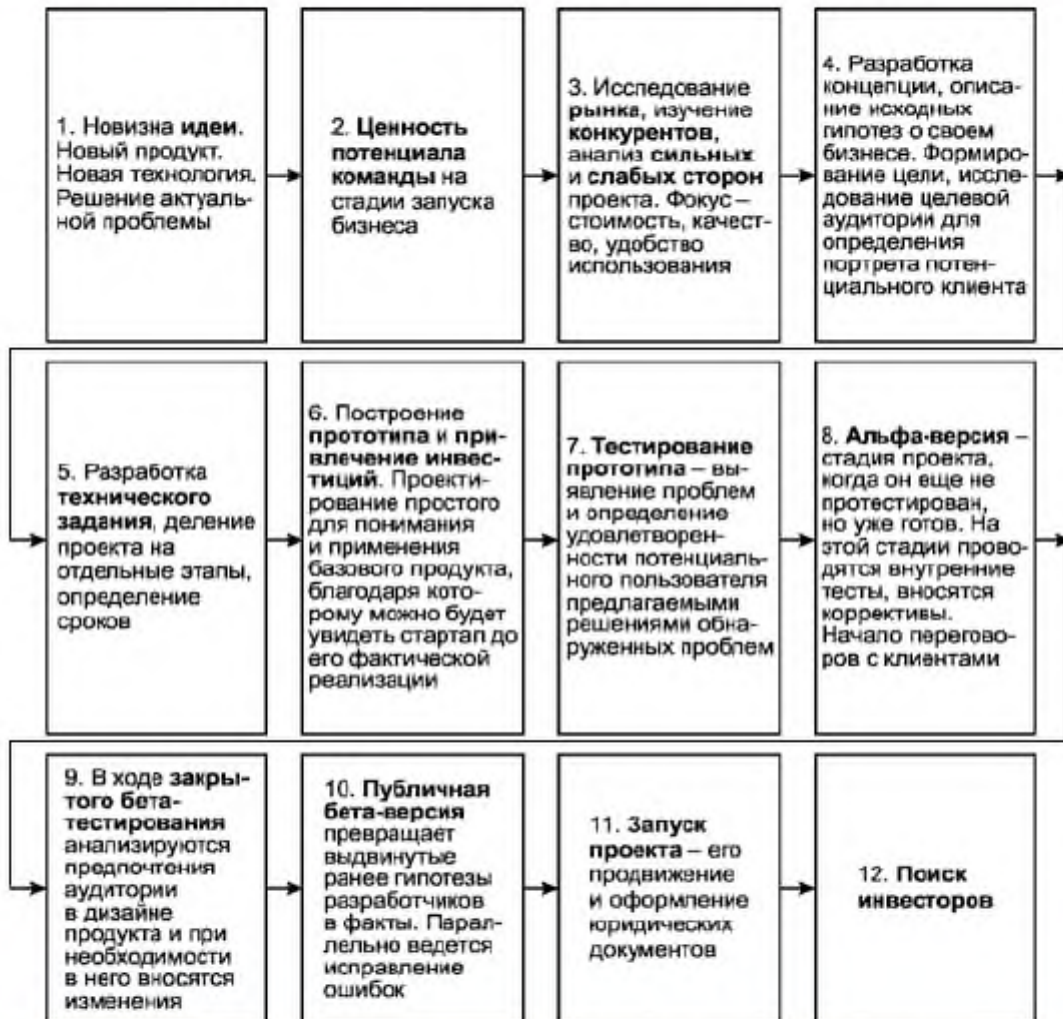 1. Новизна идеи.
Новый продукт.
Новая технология.
Решение актуаль-
ной проблемы
2. Ценность
потенциала
команды на
стадии запуска
бизнеса
3. Исследование
рынка, изучение
конкурентов,
анализ сильных
и слабых сторон
проекта. Фокус –
стоимость, качест-
во, удобство
использования
4. Разработка
концепции, описа-
ние исходных
гипотез о своем
бизнесе. Формиро-
вание цели, иссле-
дование целевой
аудитории для
определения
портрета потен-
циального клиента
5. Разработка
технического
задания, деление
проекта на
отдельные этапы,
определение
сроков
6. Построение
прототипа и при-
влечение инвес-
тиций. Проекти-
рование простого
для понимания
и применения
базового продукта,
благодаря кото-
рому можно будет
увидеть стартап до
его фактической
реализации
7. Тестирование
прототипа – вы-
явление проблем
и определение
удовлетворен-
ности потенциаль-
ного пользователя
предлагаемыми
решениями обна-
руженных проблем
8. Альфа-версия –
стадия проекта,
когда он еще не
протестирован,
но уже готов. На
этой стадии прово-
дятся внутренние
тесты, вносятся
коррективы.
Начало перегово-
ров с клиентами
9. В ходе закры-
того бета-
тестирования
анализируются
предпочтения
аудитории
в дизайне
продукта и при
необходимости
в него вносятся
изменения
10. Публичная
бета-версия
превращает
выдвинутые
ранее гипотезы
разработчиков
в факты. Парал-
лельно ведется
исправление
ошибок
11. Запуск
проекта – его
продвижение
и оформление
юридических
документов
12. Поиск
инвесторов